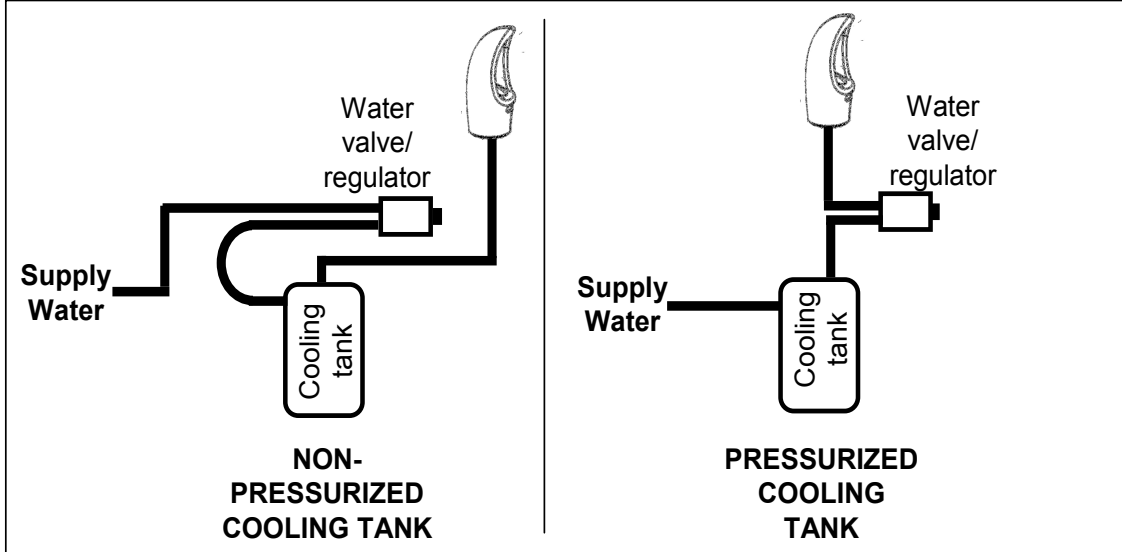 Water
valve/
regulator
Supply
Water
Cooling
tank
NON-
PRESSURIZED
COOLING TANK
Water
valve/
regulator
Supply
Water
Cooling
tank
PRESSURIZED
COOLING
TANK